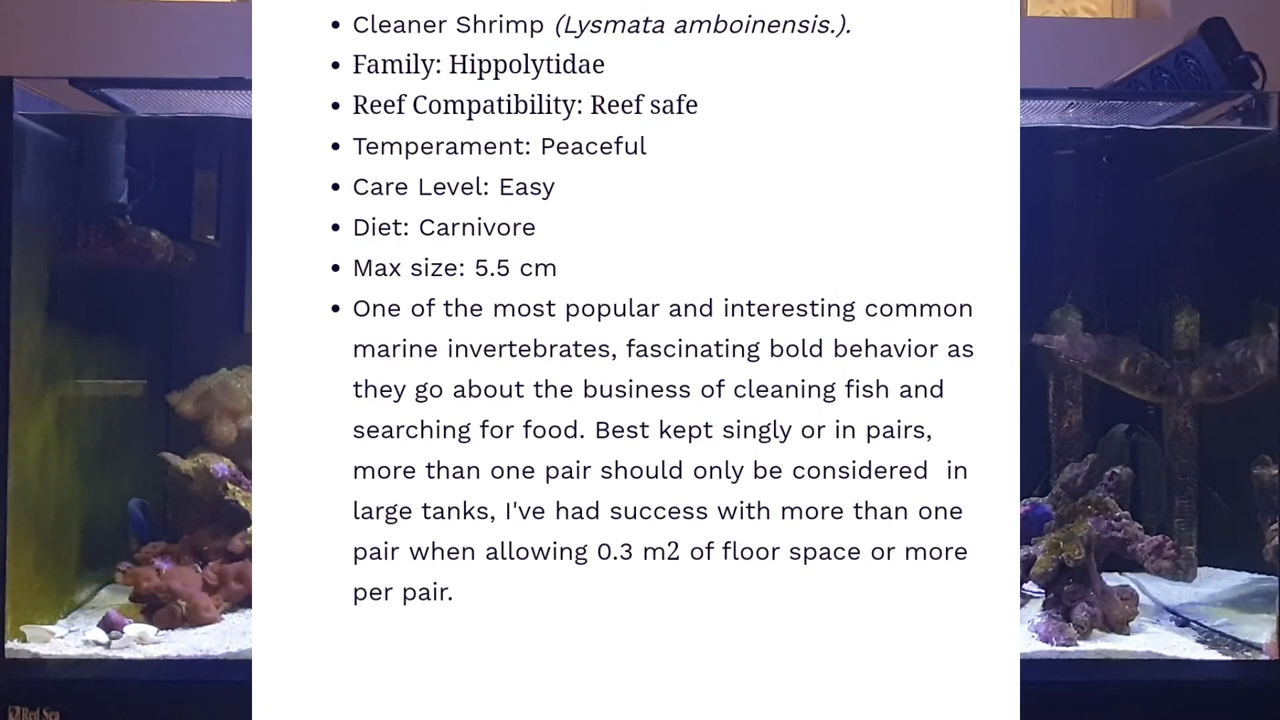 Cleaner Shrimp (Lysmata amboinensis.).
Family: Hippolytidae
Reef Compatibility: Reef safe
Temperament: Peaceful
Care Level: Easy
Diet: Carnivore
Max size: 5.5 cm
One of the most popular and interesting common
marine invertebrates, fascinating bold behavior as
they go about the business of cleaning fish and
searching for food. Best kept singly or in pairs,
more than one pair should only be considered  in
large tanks, I've had success with more than one
pair when allowing 0.3 m2 of floor space or more
per pair.
Red Sea